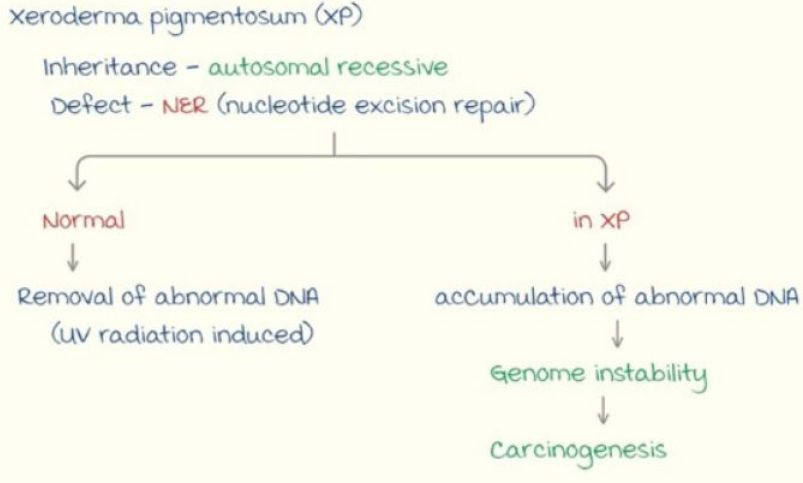 Xeroderma pigmentosum (XP)
Inheritance - autosomal recessive
Defect - NER (nucleotide excision repair)
Normal
in XP
Removal of abnormal DNA
(UV radiation induced)
accumulation of abnormal DNA
Genome instability
Carcinogenesis